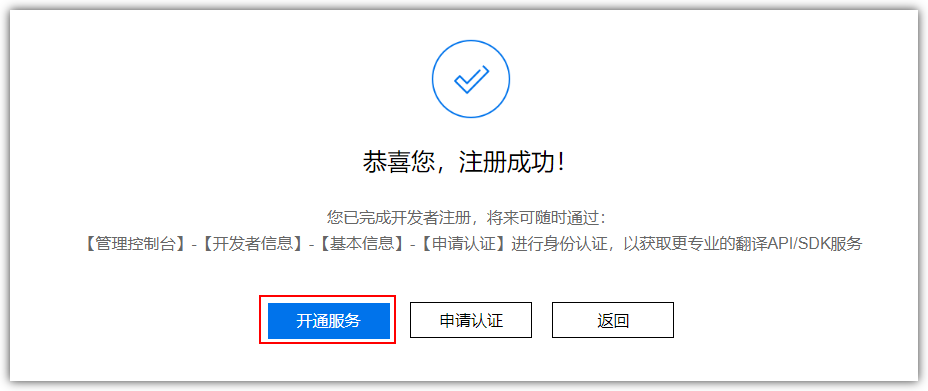 恭喜您，注册成功！
您已完成开发者注册，将来可随时通过：
【管理控制台】-【开发者信息】-【基本信息】-【申请认证】进行身份认证，以获取更专业的翻译API/SDK服务
开通服务 申请认证 返回